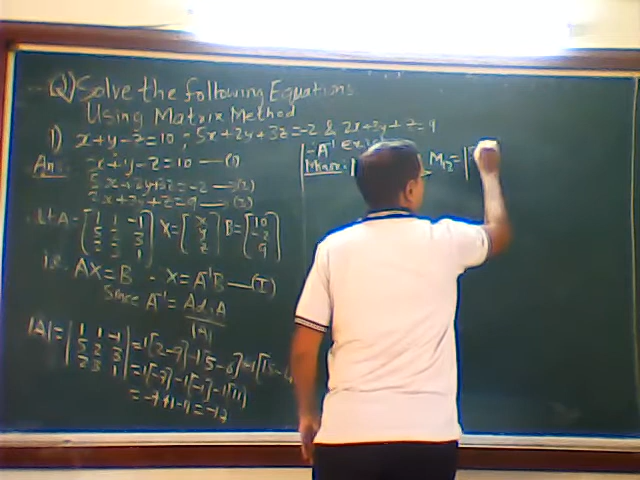 Q) Solve the following Equations
Using Matrix Method
1) x+y-z=10 ; 5x+2y+3z=-2 & 2x+3y+z=9
Ans: x+y-z=10 —(1)
5x+2y+3z=-2 —(2)
2x+3y+z=9 —(3)
Let A = [1 1 -1 X = [x B = [10
5 2 3 y -2
2 3 1] z] 9]
i.e. AX=B ∴ X=A⁻¹B —(I)
Since A⁻¹ = Adj.A
|A|
|A| = |1 1 -1
5 2 3
2 3 1| = 1[2-9]-1[5-6]-1[15-4
= 1[-7]-1[-1]-1[11]
= -7+1-11=-17
∴ A⁻¹
Minor: M₁₂=|